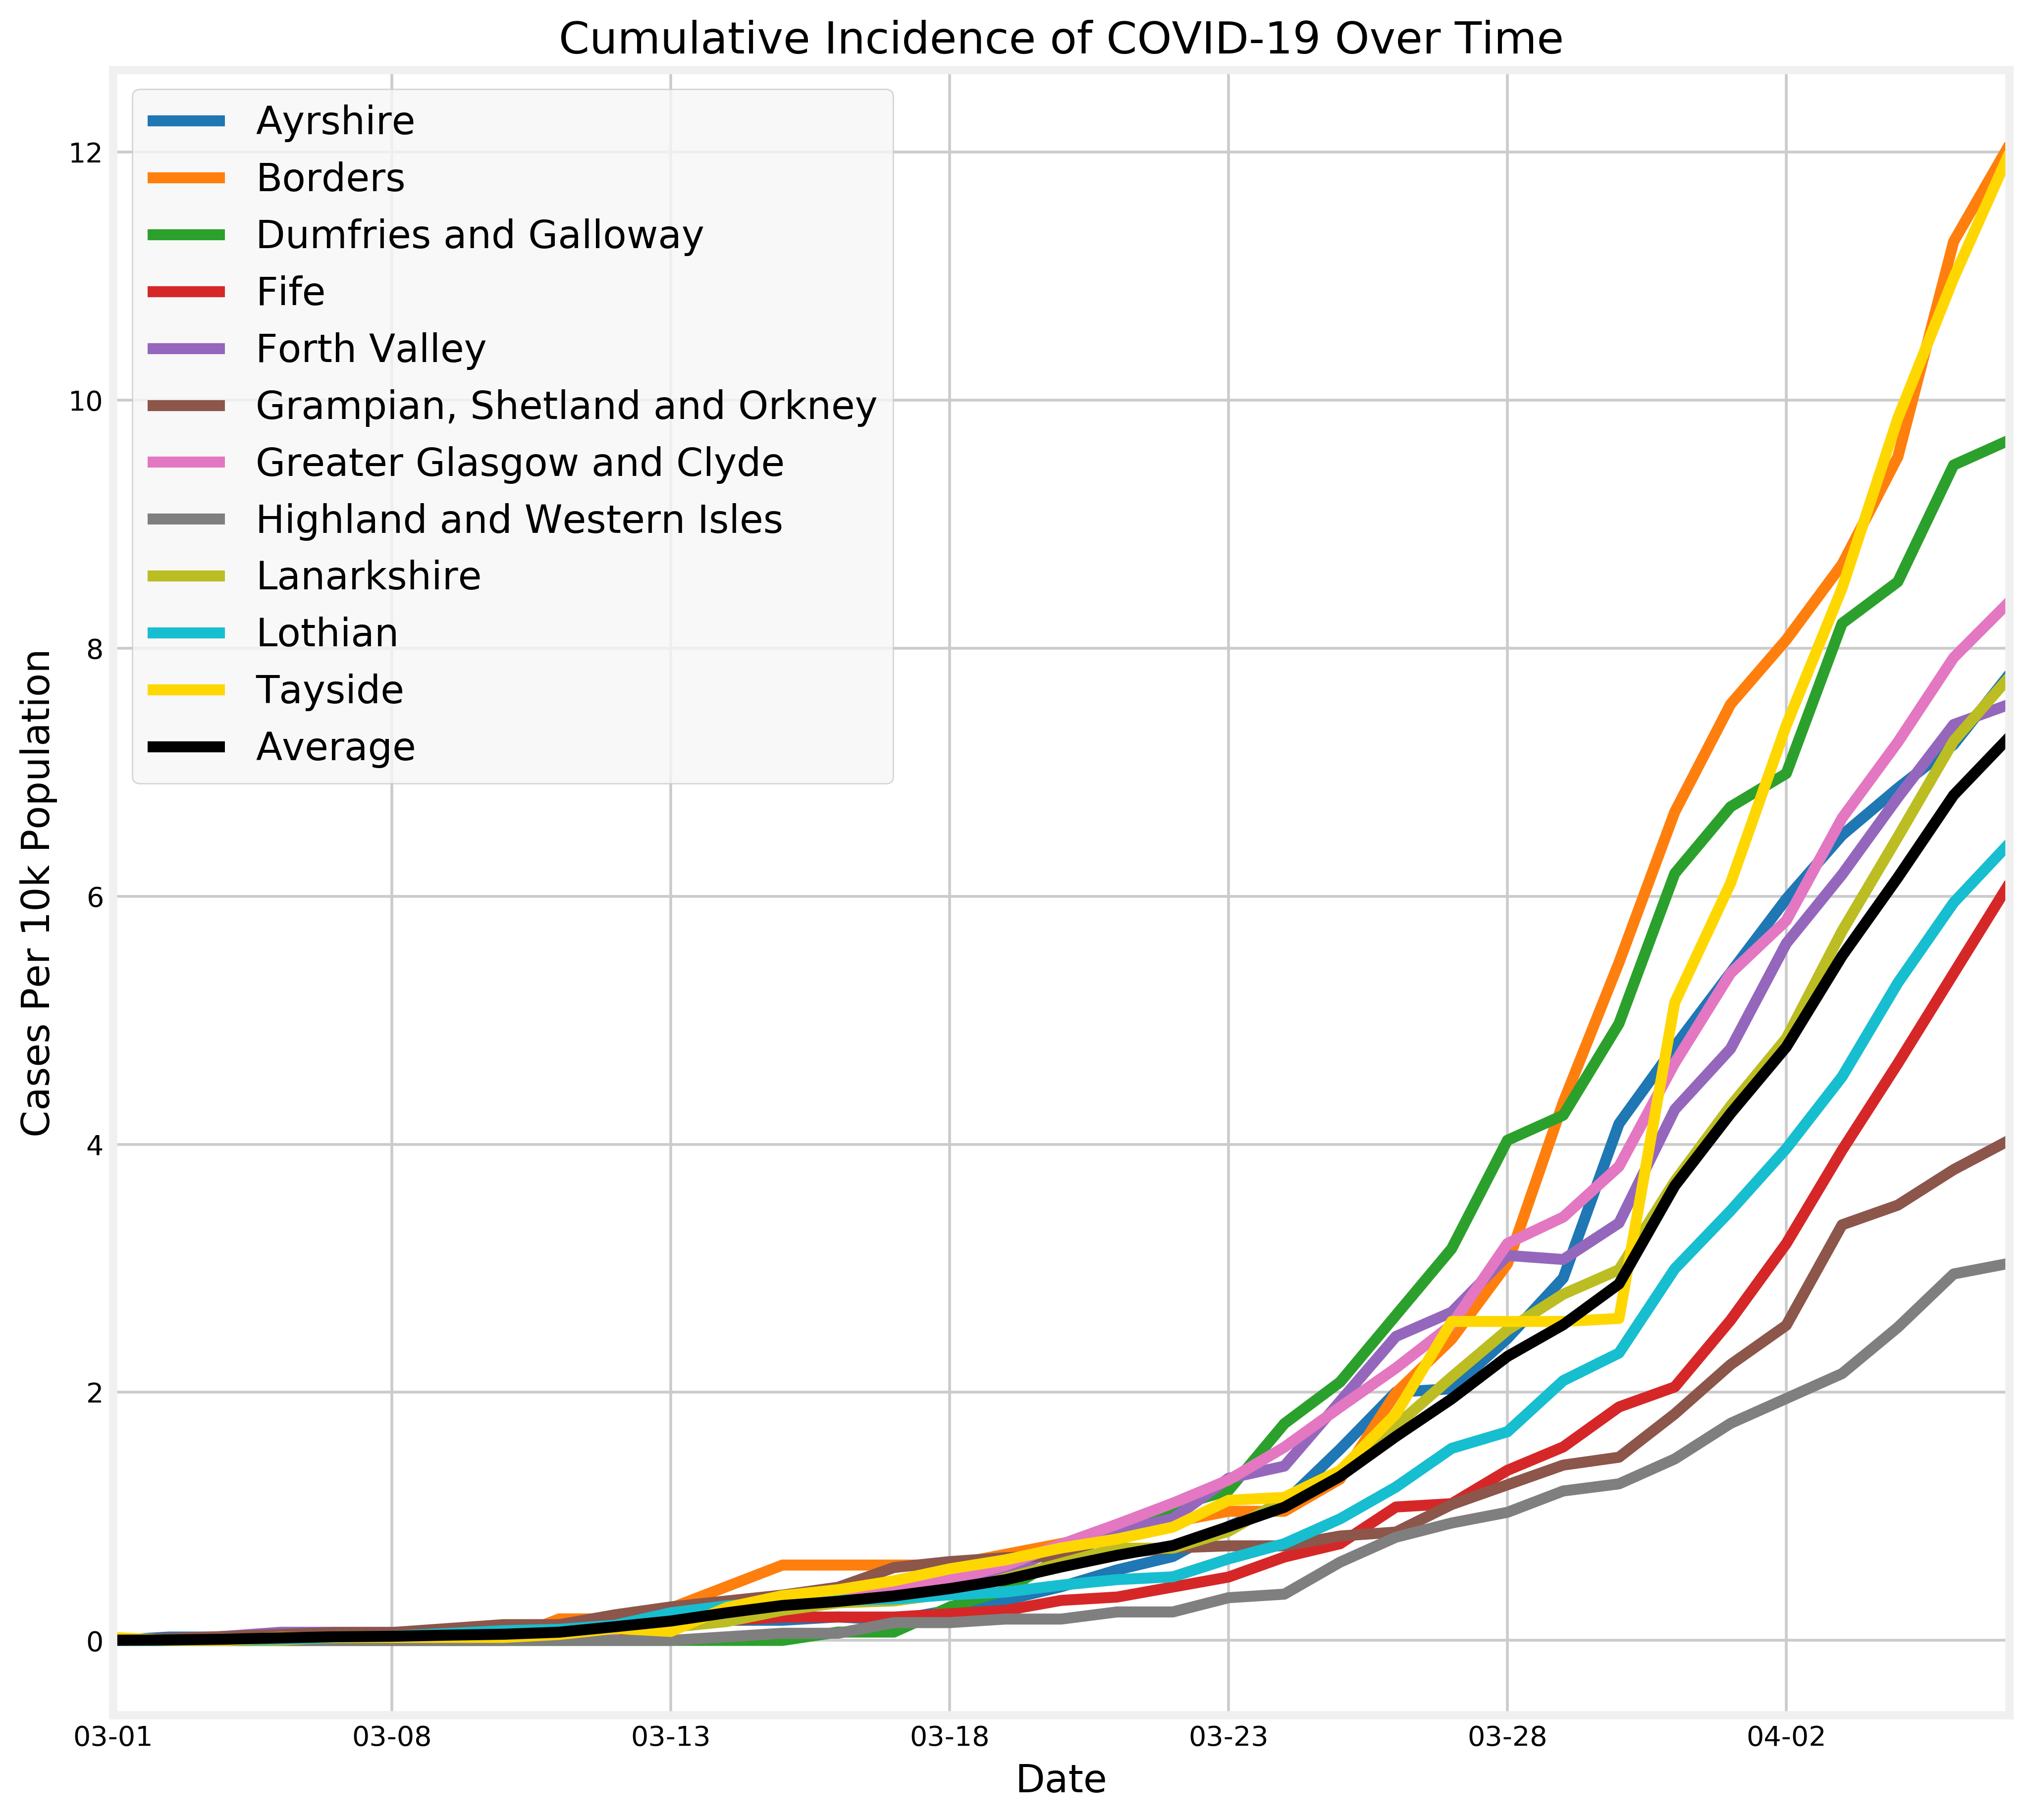 Cumulative Incidence of COVID-19 Over Time
Ayrshire
Borders
Dumfries and Galloway
Fife
Forth Valley
Grampian, Shetland and Orkney
Greater Glasgow and Clyde
Highland and Western Isles
Lanarkshire
Lothian
Tayside
Average
Cases Per 10k Population
12
10
8
6
4
2
0
03-01
03-08
03-13
03-18
03-23
03-28
04-02
Date